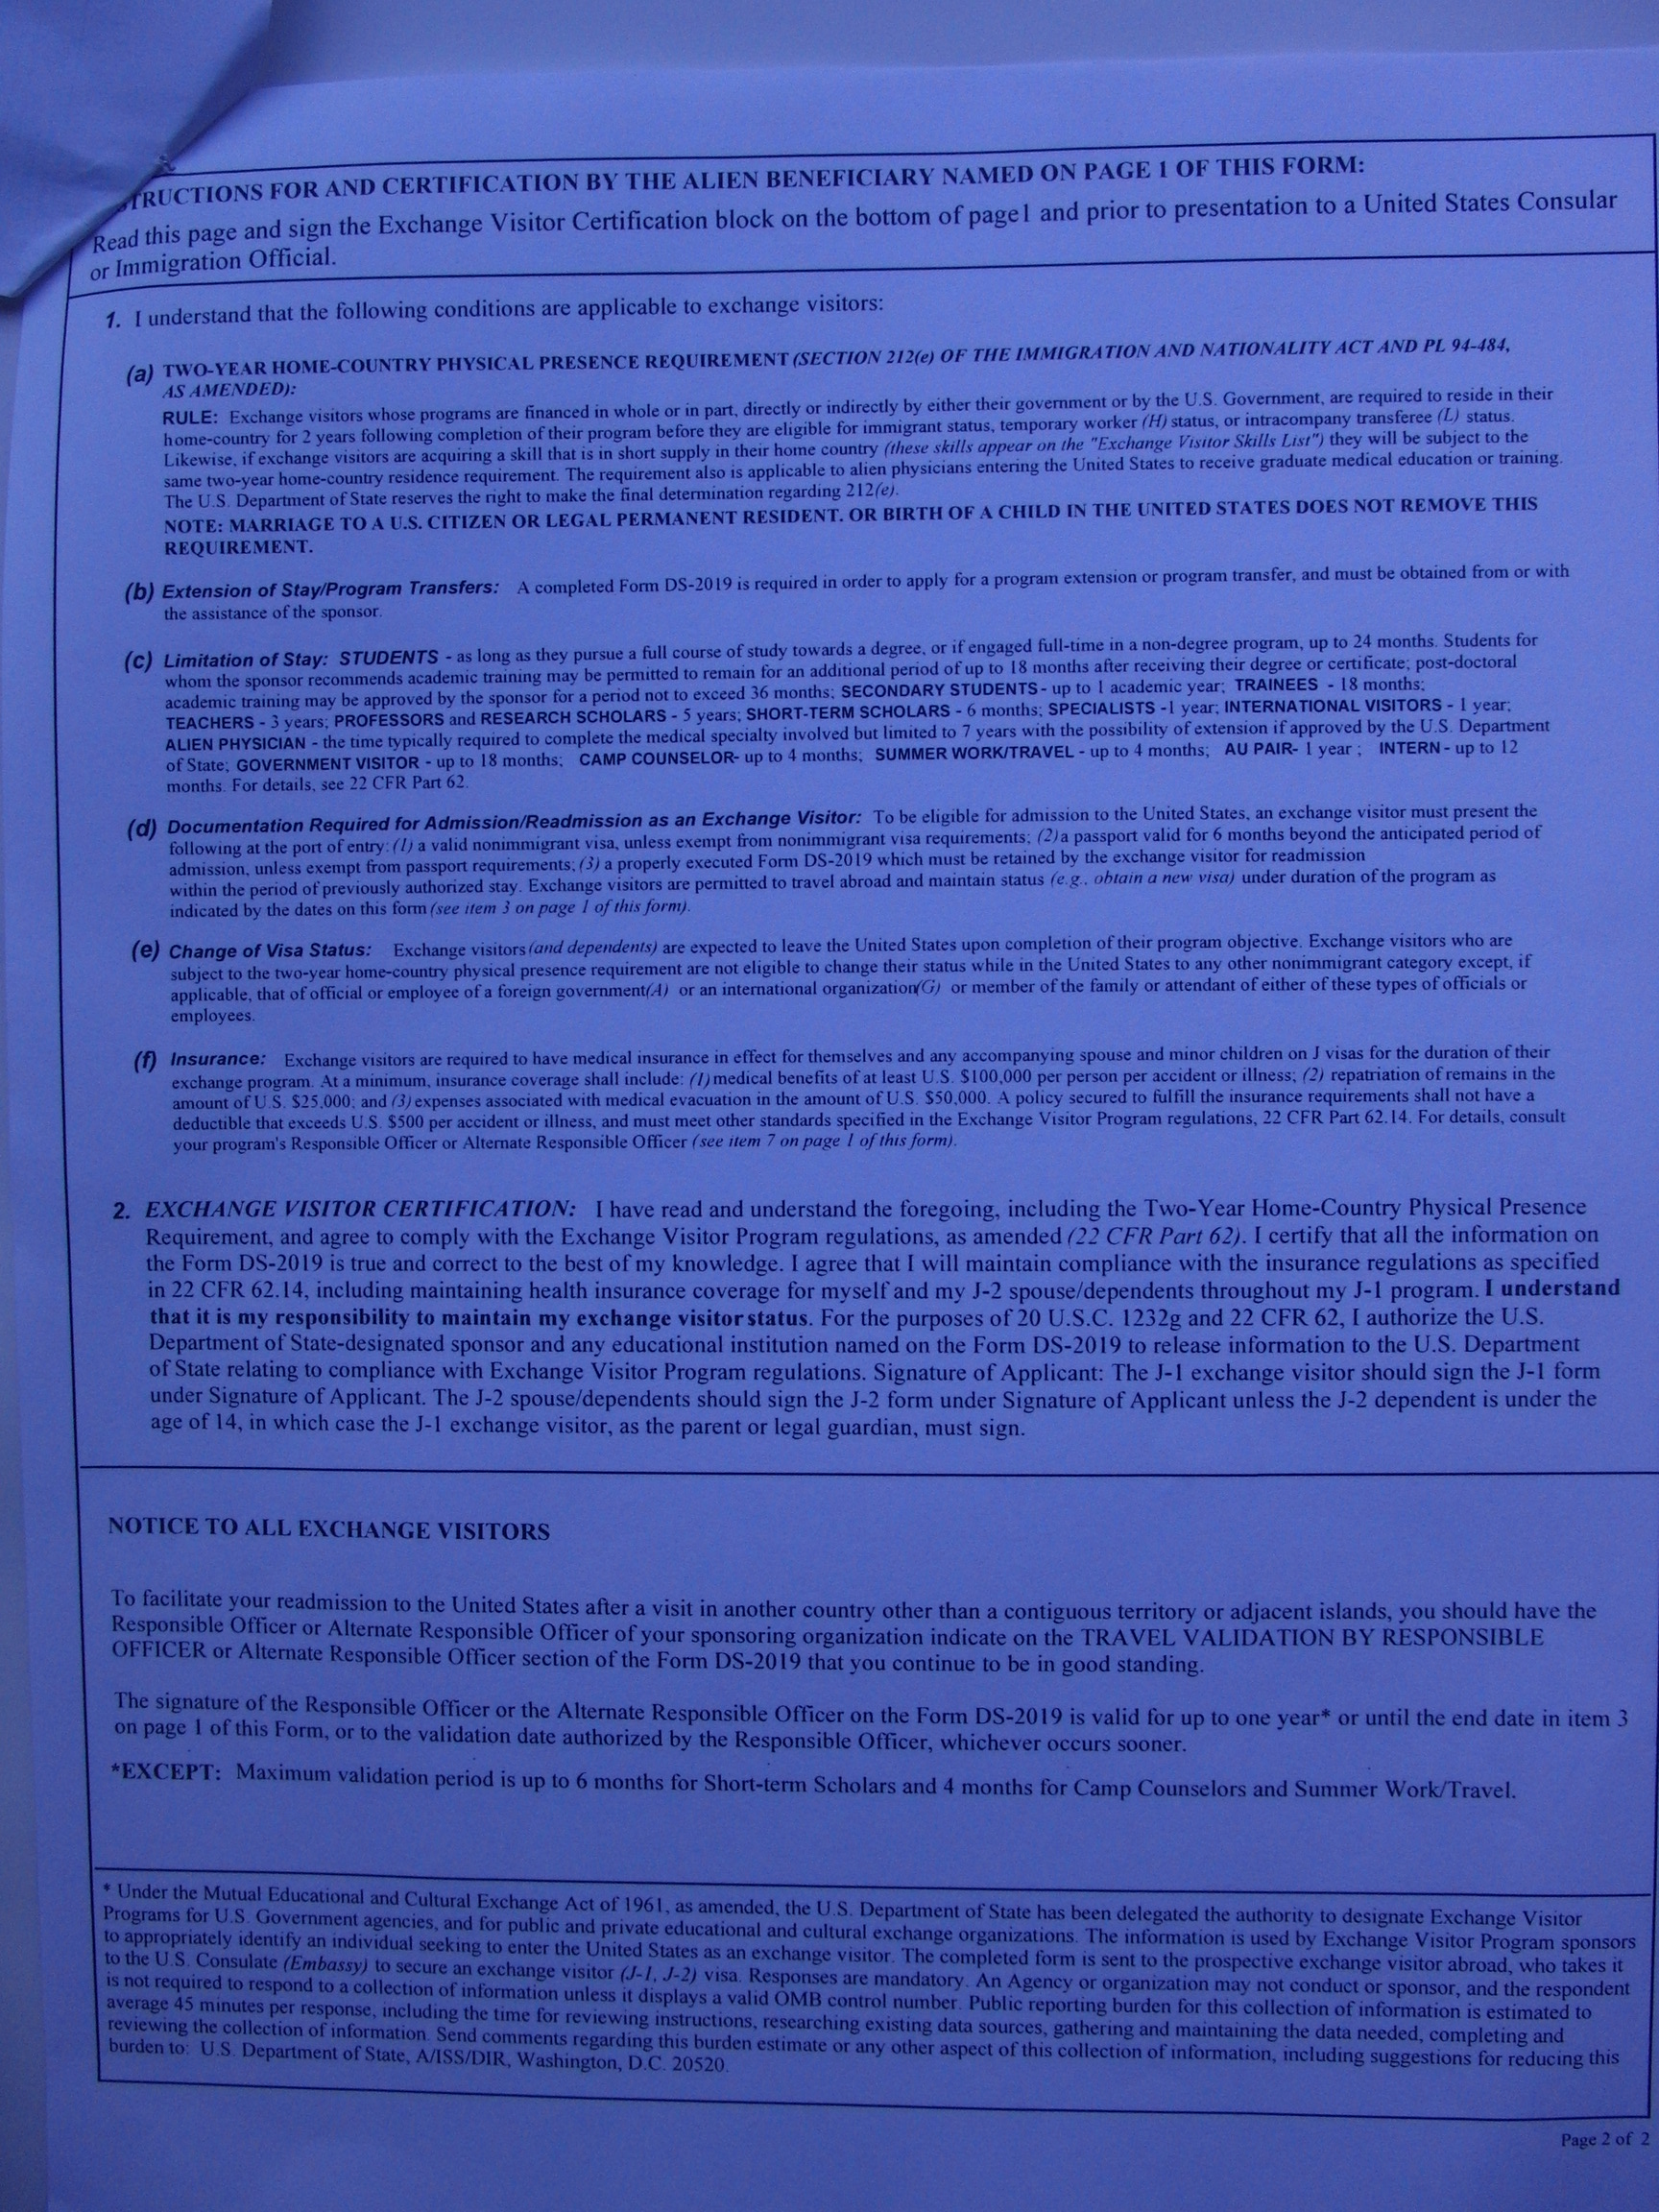 TRUCTIONS FOR AND CERTIFICATION BY THE ALIEN BENEFICIARY NAMED ON PAGE 1 OF THIS FORM:
Read this page and sign the Exchange Visitor Certification block on the bottom of page1 and prior to presentation to a United States Consular
or Immigration Official.
1. I understand that the following conditions are applicable to exchange visitors:
(a) TWO-YEAR HOME-COUNTRY PHYSICAL PRESENCE REQUIREMENT (SECTION 212(e) OF THE IMMIGRATION AND NATIONALITY ACT AND PL 94-484,
AS AMENDED):
RULE: Exchange visitors whose programs are financed in whole or in part, directly or indirectly by either their government or by the U.S. Government, are required to reside in their
home-country for 2 years following completion of their program before they are eligible for immigrant status, temporary worker (H) status, or intracompany transferee (L) status.
Likewise, if exchange visitors are acquiring a skill that is in short supply in their home country (these skills appear on the "Exchange Visitor Skills List") they will be subject to the
same two-year home-country residence requirement. The requirement also is applicable to alien physicians entering the United States to receive graduate medical education or training.
The U.S. Department of State reserves the right to make the final determination regarding 212(e).
NOTE: MARRIAGE TO A U.S. CITIZEN OR LEGAL PERMANENT RESIDENT. OR BIRTH OF A CHILD IN THE UNITED STATES DOES NOT REMOVE THIS
REQUIREMENT.
(b) Extension of Stay/Program Transfers: A completed Form DS-2019 is required in order to apply for a program extension or program transfer, and must be obtained from or with
the assistance of the sponsor.
(c) Limitation of Stay: STUDENTS - as long as they pursue a full course of study towards a degree, or if engaged full-time in a non-degree program, up to 24 months. Students for
whom the sponsor recommends academic training may be permitted to remain for an additional period of up to 18 months after receiving their degree or certificate; post-doctoral
academic training may be approved by the sponsor for a period not to exceed 36 months; SECONDARY STUDENTS - up to 1 academic year; TRAINEES - 18 months;
TEACHERS - 3 years; PROFESSORS and RESEARCH SCHOLARS - 5 years; SHORT-TERM SCHOLARS - 6 months; SPECIALISTS -1 year; INTERNATIONAL VISITORS - 1 year;
ALIEN PHYSICIAN - the time typically required to complete the medical specialty involved but limited to 7 years with the possibility of extension if approved by the U.S. Department
of State; GOVERNMENT VISITOR - up to 18 months; CAMP COUNSELOR- up to 4 months; SUMMER WORK/TRAVEL - up to 4 months; AU PAIR- 1 year ; INTERN - up to 12
months. For details, see 22 CFR Part 62.
(d) Documentation Required for Admission/Readmission as an Exchange Visitor: To be eligible for admission to the United States, an exchange visitor must present the
following at the port of entry: (1) a valid nonimmigrant visa, unless exempt from nonimmigrant visa requirements; (2) a passport valid for 6 months beyond the anticipated period of
admission, unless exempt from passport requirements; (3) a properly executed Form DS-2019 which must be retained by the exchange visitor for readmission
within the period of previously authorized stay. Exchange visitors are permitted to travel abroad and maintain status (e.g., obtain a new visa) under duration of the program as
indicated by the dates on this form (see item 3 on page 1 of this form).
(e) Change of Visa Status: Exchange visitors (and dependents) are expected to leave the United States upon completion of their program objective. Exchange visitors who are
subject to the two-year home-country physical presence requirement are not eligible to change their status while in the United States to any other nonimmigrant category except, if
applicable, that of official or employee of a foreign government(A) or an international organization(G) or member of the family or attendant of either of these types of officials or
employees.
(f) Insurance: Exchange visitors are required to have medical insurance in effect for themselves and any accompanying spouse and minor children on J visas for the duration of their
exchange program. At a minimum, insurance coverage shall include: (1) medical benefits of at least U.S. $100,000 per person per accident or illness; (2) repatriation of remains in the
amount of U.S. $25,000; and (3) expenses associated with medical evacuation in the amount of U.S. $50,000. A policy secured to fulfill the insurance requirements shall not have a
deductible that exceeds U.S. $500 per accident or illness, and must meet other standards specified in the Exchange Visitor Program regulations, 22 CFR Part 62.14. For details, consult
your program's Responsible Officer or Alternate Responsible Officer (see item 7 on page 1 of this form).
2. EXCHANGE VISITOR CERTIFICATION: I have read and understand the foregoing, including the Two-Year Home-Country Physical Presence
Requirement, and agree to comply with the Exchange Visitor Program regulations, as amended (22 CFR Part 62). I certify that all the information on
the Form DS-2019 is true and correct to the best of my knowledge. I agree that I will maintain compliance with the insurance regulations as specified
in 22 CFR 62.14, including maintaining health insurance coverage for myself and my J-2 spouse/dependents throughout my J-1 program. I understand
that it is my responsibility to maintain my exchange visitor status. For the purposes of 20 U.S.C. 1232g and 22 CFR 62, I authorize the U.S.
Department of State-designated sponsor and any educational institution named on the Form DS-2019 to release information to the U.S. Department
of State relating to compliance with Exchange Visitor Program regulations. Signature of Applicant: The J-1 exchange visitor should sign the J-1 form
under Signature of Applicant. The J-2 spouse/dependents should sign the J-2 form under Signature of Applicant unless the J-2 dependent is under the
age of 14, in which case the J-1 exchange visitor, as the parent or legal guardian, must sign.
NOTICE TO ALL EXCHANGE VISITORS
To facilitate your readmission to the United States after a visit in another country other than a contiguous territory or adjacent islands, you should have the
Responsible Officer or Alternate Responsible Officer of your sponsoring organization indicate on the TRAVEL VALIDATION BY RESPONSIBLE
OFFICER or Alternate Responsible Officer section of the Form DS-2019 that you continue to be in good standing.
The signature of the Responsible Officer or the Alternate Responsible Officer on the Form DS-2019 is valid for up to one year* or until the end date in item 3
on page 1 of this Form, or to the validation date authorized by the Responsible Officer, whichever occurs sooner.
*EXCEPT: Maximum validation period is up to 6 months for Short-term Scholars and 4 months for Camp Counselors and Summer Work/Travel.
* Under the Mutual Educational and Cultural Exchange Act of 1961, as amended, the U.S. Department of State has been delegated the authority to designate Exchange Visitor
Programs for U.S. Government agencies, and for public and private educational and cultural exchange organizations. The information is used by Exchange Visitor Program sponsors
to appropriately identify an individual seeking to enter the United States as an exchange visitor. The completed form is sent to the prospective exchange visitor abroad, who takes it
to the U.S. Consulate (Embassy) to secure an exchange visitor (J-1, J-2) visa. Responses are mandatory. An Agency or organization may not conduct or sponsor, and the respondent
is not required to respond to a collection of information unless it displays a valid OMB control number. Public reporting burden for this collection of information is estimated to
average 45 minutes per response, including the time for reviewing instructions, researching existing data sources, gathering and maintaining the data needed, completing and
reviewing the collection of information. Send comments regarding this burden estimate or any other aspect of this collection of information, including suggestions for reducing this
burden to: U.S. Department of State, A/ISS/DIR, Washington, D.C. 20520.
Page 2 of 2